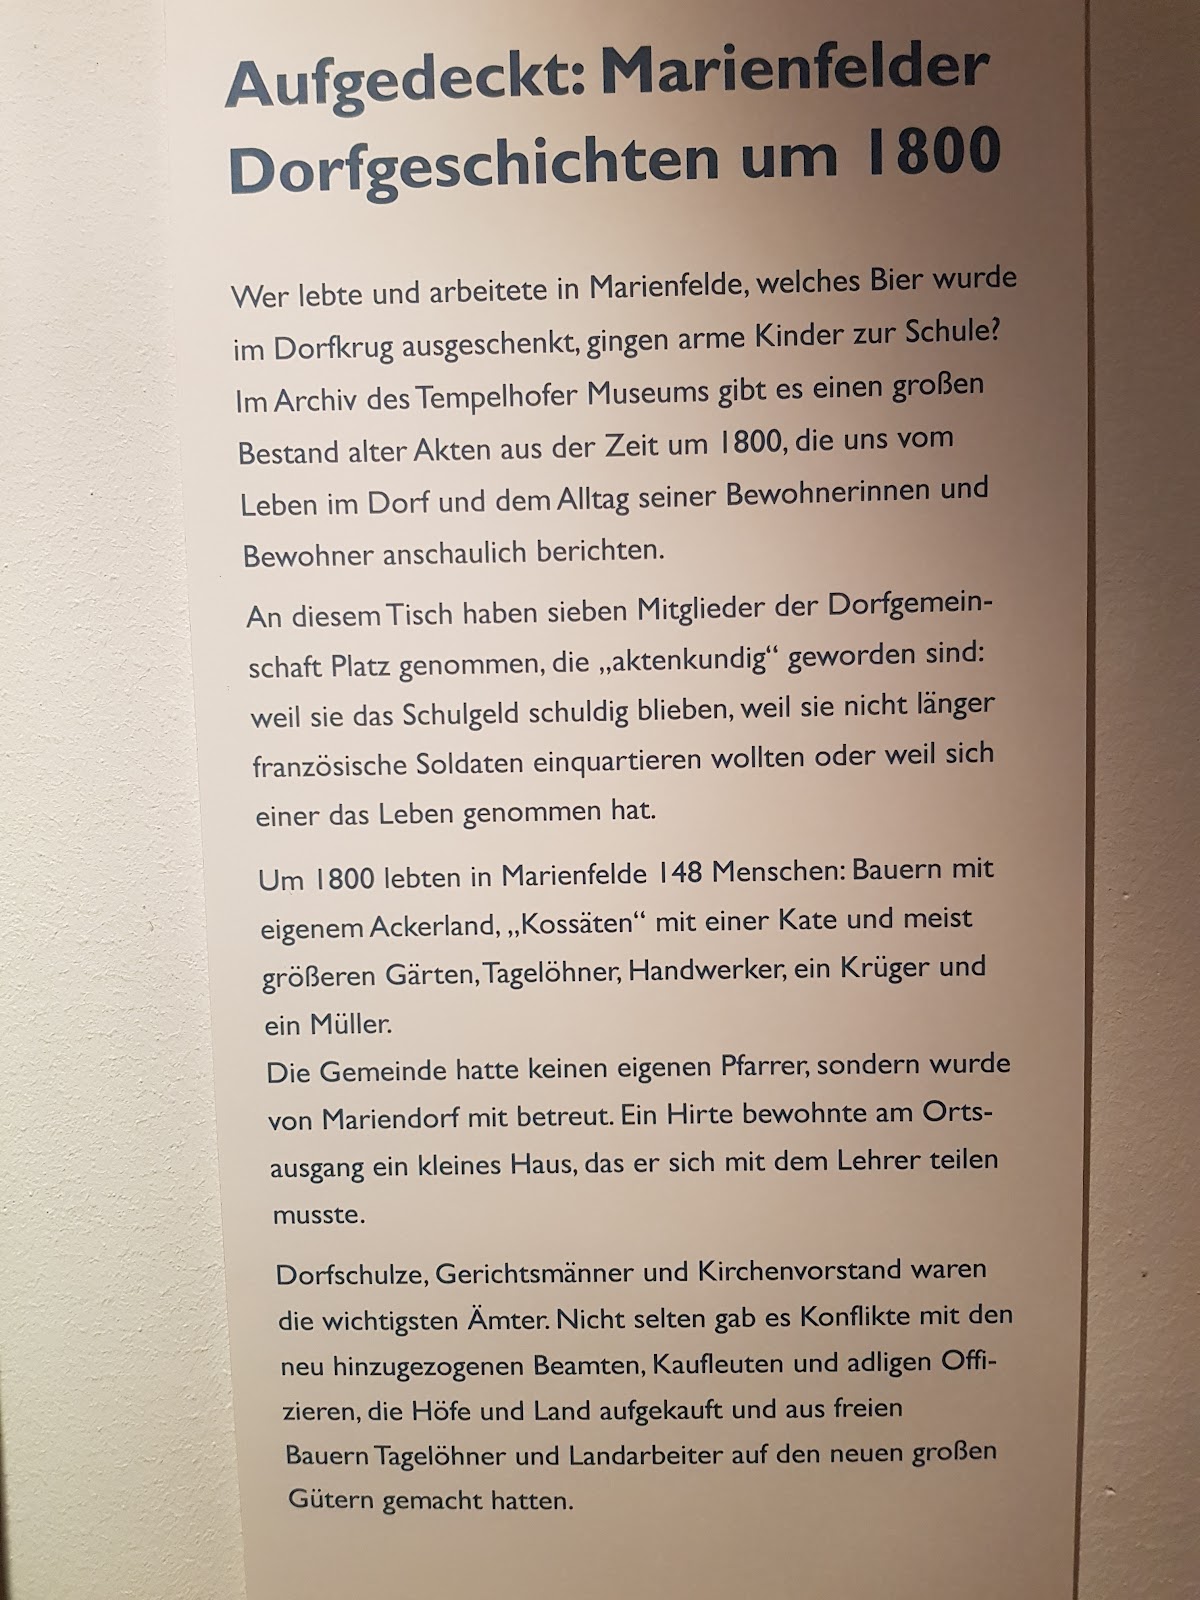 Aufgedeckt: Marienfelder
Dorfgeschichten um 1800
Wer lebte und arbeitete in Marienfelde, welches Bier wurde
im Dorfkrug ausgeschenkt, gingen arme Kinder zur Schule?
Im Archiv des Tempelhofer Museums gibt es einen großen
Bestand alter Akten aus der Zeit um 1800, die uns vom
Leben im Dorf und dem Alltag seiner Bewohnerinnen und
Bewohner anschaulich berichten.
An diesem Tisch haben sieben Mitglieder der Dorfgemein-
schaft Platz genommen, die „aktenkundig“ geworden sind:
weil sie das Schulgeld schuldig blieben, weil sie nicht länger
französische Soldaten einquartieren wollten oder weil sich
einer das Leben genommen hat.
Um 1800 lebten in Marienfelde 148 Menschen: Bauern mit
eigenem Ackerland, „Kossäten“ mit einer Kate und meist
größeren Gärten, Tagelöhner, Handwerker, ein Krüger und
ein Müller.
Die Gemeinde hatte keinen eigenen Pfarrer, sondern wurde
von Mariendorf mit betreut. Ein Hirte bewohnte am Orts-
ausgang ein kleines Haus, das er sich mit dem Lehrer teilen
musste.
Dorfschulze, Gerichtsmänner und Kirchenvorstand waren
die wichtigsten Ämter. Nicht selten gab es Konflikte mit den
neu hinzugezogenen Beamten, Kaufleuten und adligen Offi-
zieren, die Höfe und Land aufgekauft und aus freien
Bauern Tagelöhner und Landarbeiter auf den neuen großen
Gütern gemacht hatten.